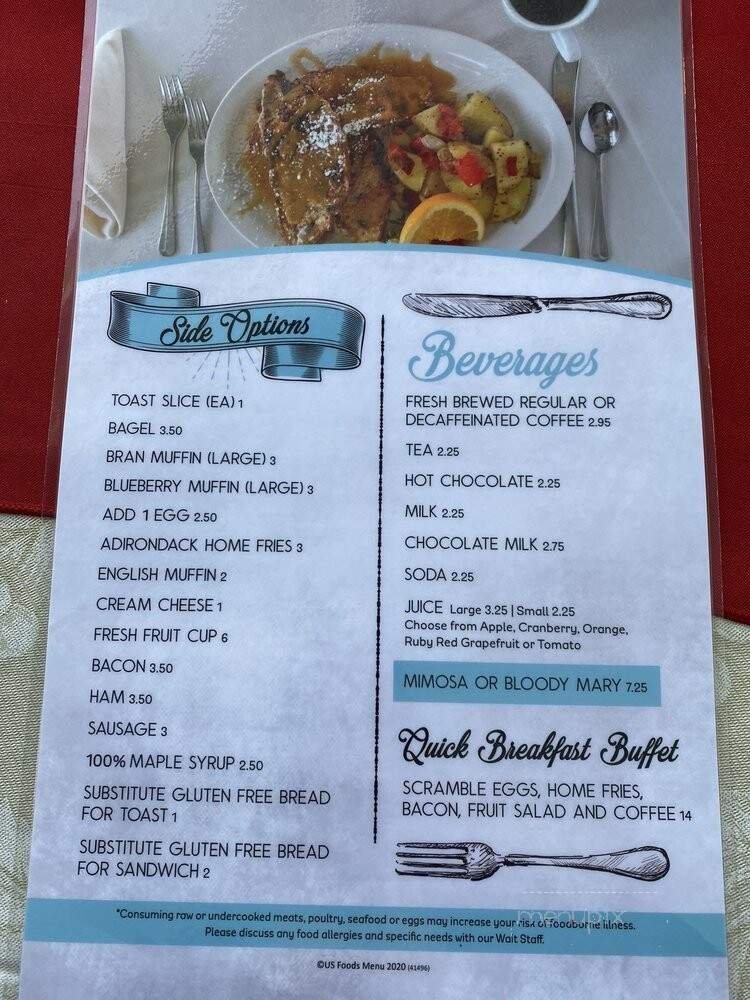 Side Options
TOAST SLICE (EA) 1
BAGEL 3.50
BRAN MUFFIN (LARGE) 3
BLUEBERRY MUFFIN (LARGE) 3
ADD 1 EGG 2.50
ADIRONDACK HOME FRIES 3
ENGLISH MUFFIN 2
CREAM CHEESE 1
FRESH FRUIT CUP 6
BACON 3.50
HAM 3.50
SAUSAGE 3
100% MAPLE SYRUP 2.50
SUBSTITUTE GLUTEN FREE BREAD
FOR TOAST 1
SUBSTITUTE GLUTEN FREE BREAD
FOR SANDWICH 2
Beverages
FRESH BREWED REGULAR OR
DECAFFEINATED COFFEE 2.95
TEA 2.25
HOT CHOCOLATE 2.25
MILK 2.25
CHOCOLATE MILK 2.75
SODA 2.25
JUICE Large 3.25 | Small 2.25
Choose from Apple, Cranberry, Orange,
Ruby Red Grapefruit or Tomato
MIMOSA OR BLOODY MARY 7.25
Quick Breakfast Buffet
SCRAMBLE EGGS, HOME FRIES,
BACON, FRUIT SALAD AND COFFEE 14
menupix
*Consuming raw or undercooked meats, poultry, seafood or eggs may increase your risk of foodborne illness.
Please discuss any food allergies and specific needs with our Wait Staff.
©US Foods Menu 2020 (41496)